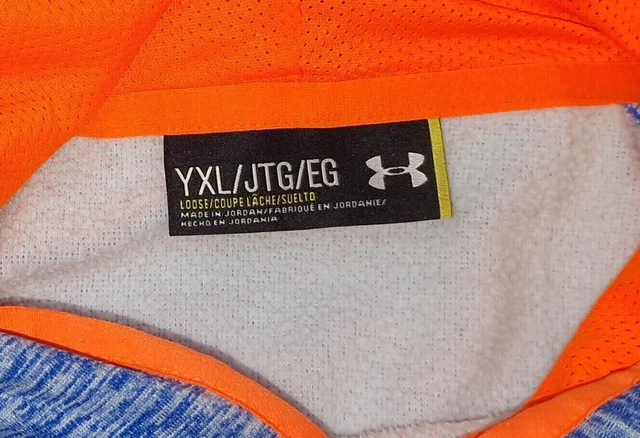 YXL/JTG/EG
LOOSE/COUPE LÂCHE/SUELTO
MADE IN JORDAN/FABRIQUÉ EN JORDANIE/
HECHO EN JORDANIA